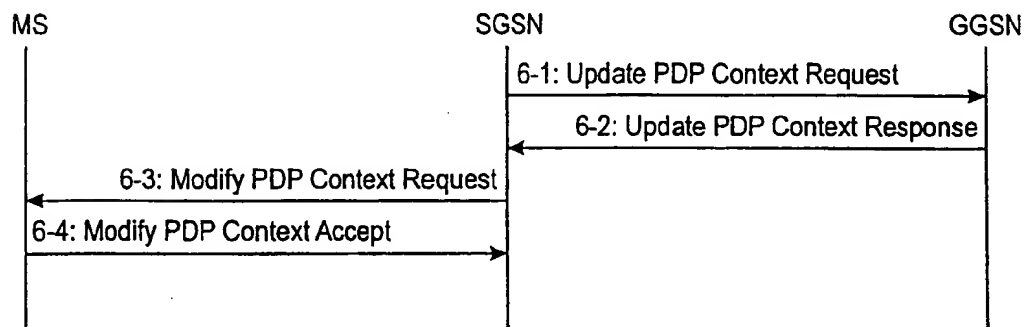 MS SGSN GGSN
6-1: Update PDP Context Request
6-2: Update PDP Context Response
6-3: Modify PDP Context Request
6-4: Modify PDP Context Accept